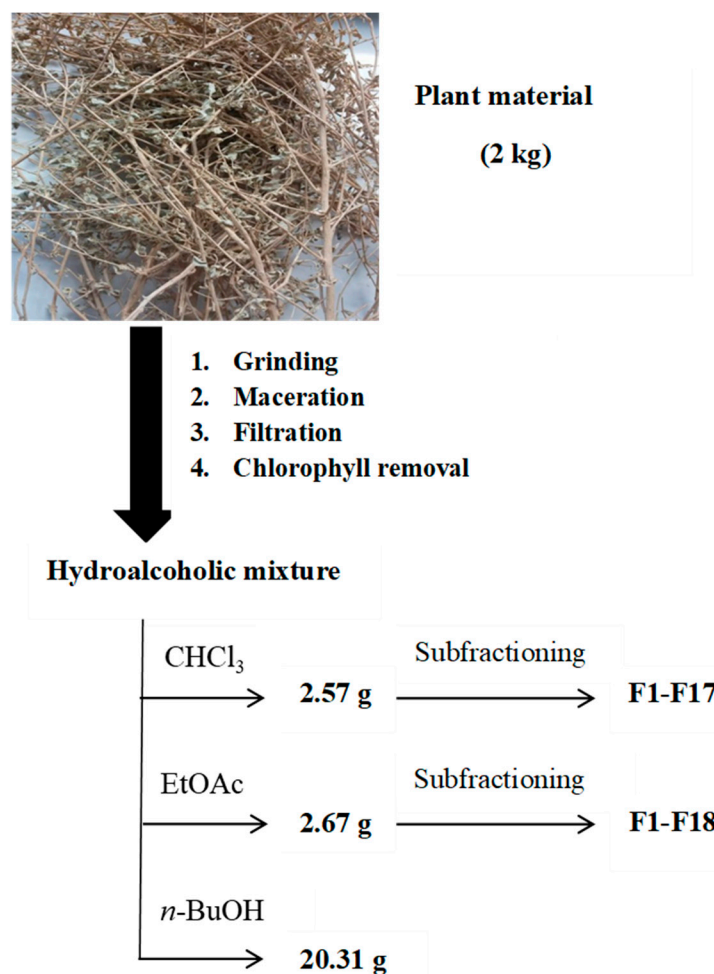 Plant material
(2 kg)
1. Grinding
2. Maceration
3. Filtration
4. Chlorophyll removal
Hydroalcoholic mixture
CHCl₃
2.57 g
Subfractioning
F1-F17
EtOAc
2.67 g
Subfractioning
F1-F18
n-BuOH
20.31 g